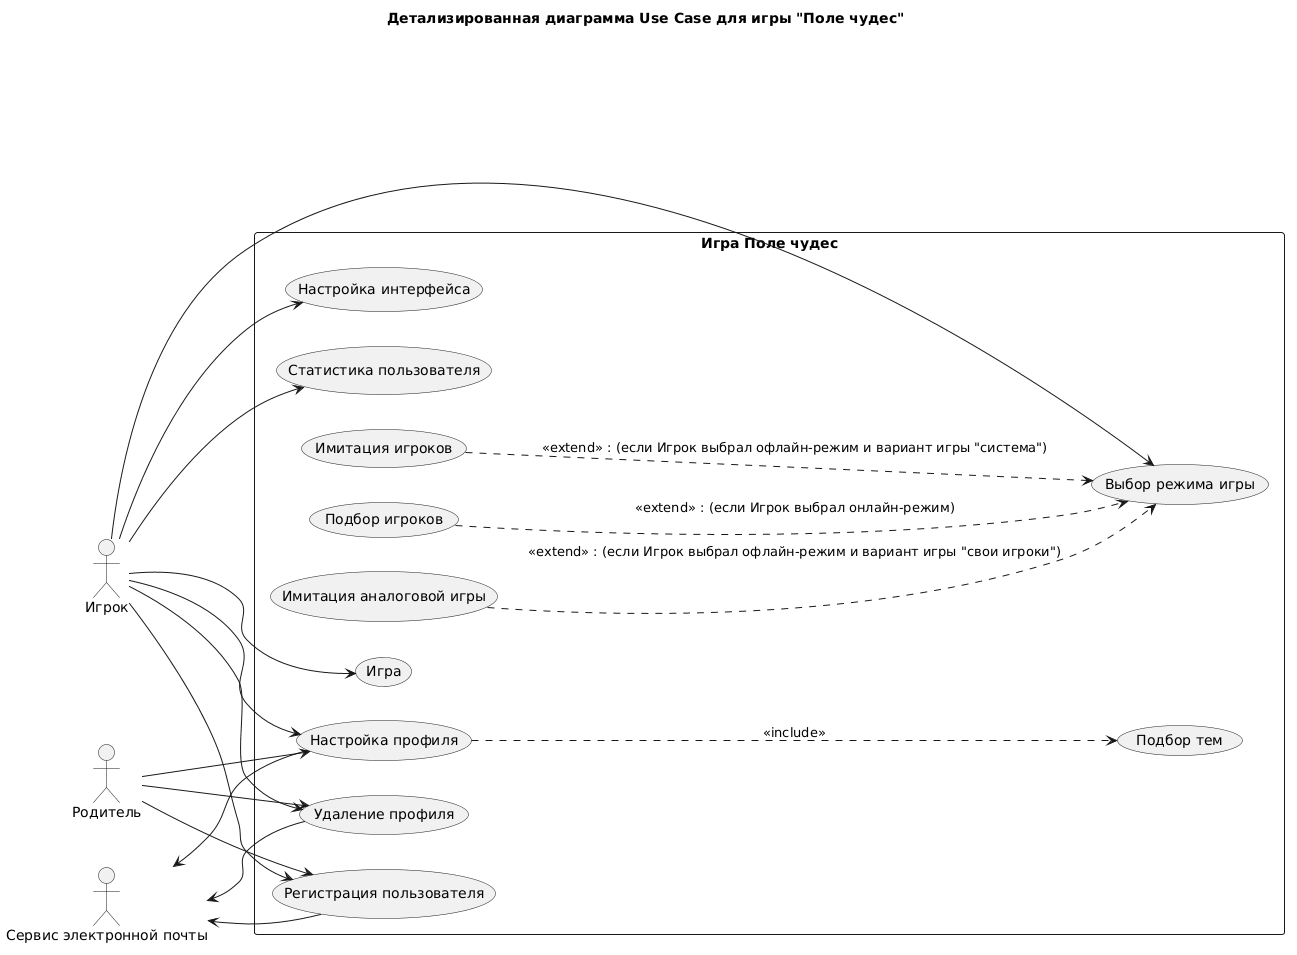 Детализированная диаграмма Use Case для игры "Поле чудес"
Игра Поле чудес
Настройка интерфейса
Статистика пользователя
Имитация игроков
«extend» : (если Игрок выбрал офлайн-режим и вариант игры "система")
Выбор режима игры
Подбор игроков
«extend» : (если Игрок выбрал онлайн-режим)
«extend» : (если Игрок выбрал офлайн-режим и вариант игры "свои игроки")
Имитация аналоговой игры
Игрок
Игра
Настройка профиля
«include»
Подбор тем
Родитель
Удаление профиля
Регистрация пользователя
Сервис электронной почты